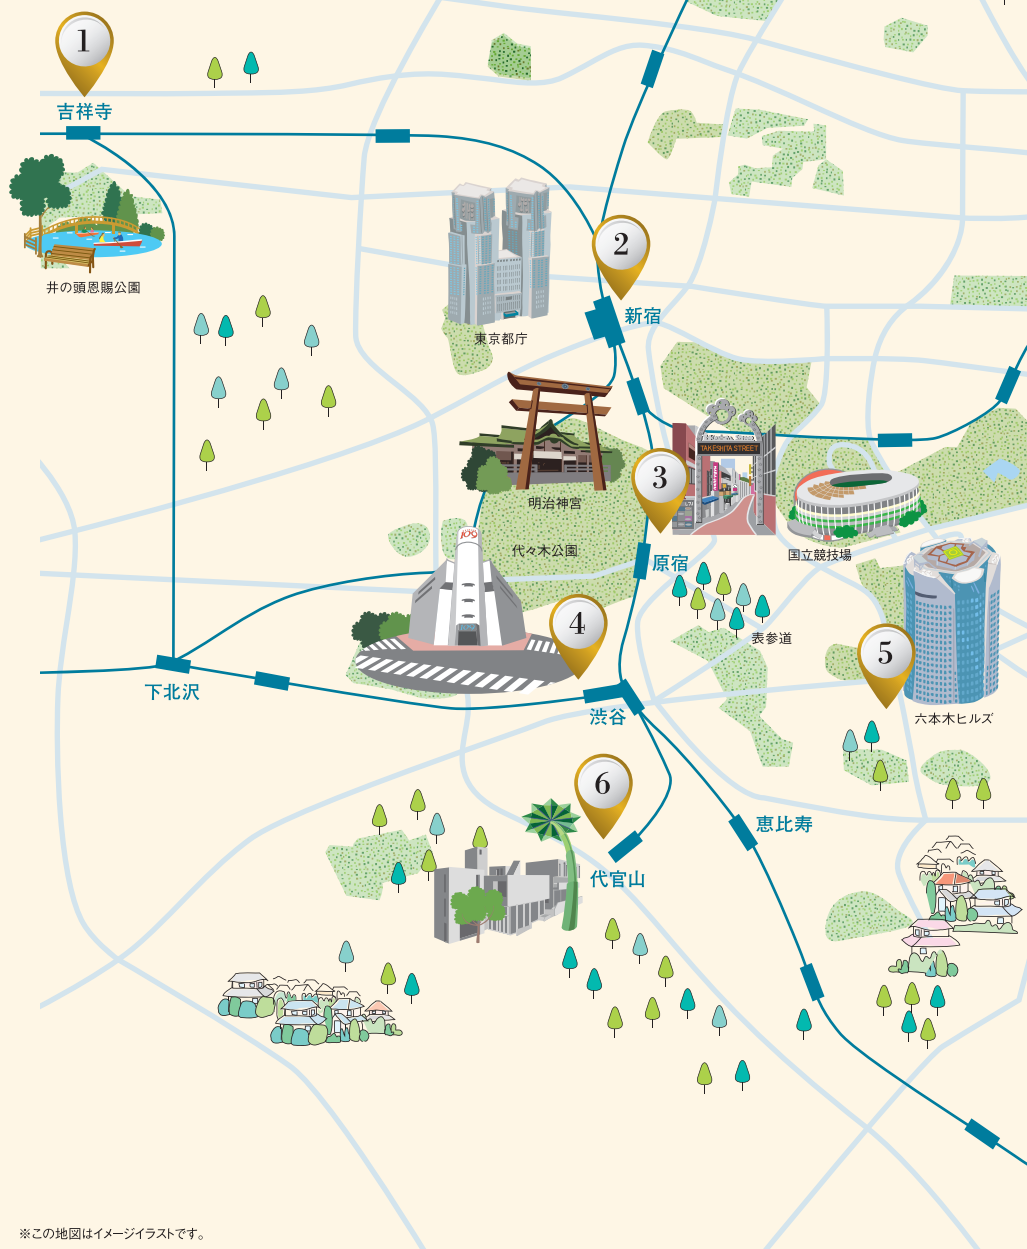 1
吉祥寺
井の頭恩賜公園
2
新宿
東京都庁
TAKESHITA STREET
3
明治神宮
109
代々木公園
原宿
国立競技場
4
表参道
5
下北沢
渋谷
六本木ヒルズ
6
恵比寿
代官山
※この地図はイメージイラストです。